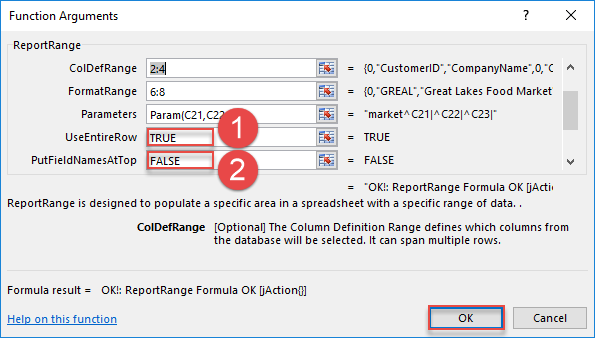 Function Arguments
ReportRange
ColDefRange 2:4 = {0,"CustomerID","CompanyName",0,"C
FormatRange 6:8 = {0,"GREAL","Great Lakes Food Market"
Parameters Param(C21,C22 = "market^C21|^C22|^C23|"
UseEntireRow TRUE 1 = TRUE
PutFieldNamesAtTop FALSE 2 = FALSE
= "OK!: ReportRange Formula OK [jAction
ReportRange is designed to populate a specific area in a spreadsheet with a specific range of data. .
ColDefRange [Optional] The Column Definition Range defines which columns from
the database will be selected. It can span multiple rows.
Formula result = OK!: ReportRange Formula OK [jAction{}]
Help on this function OK Cancel